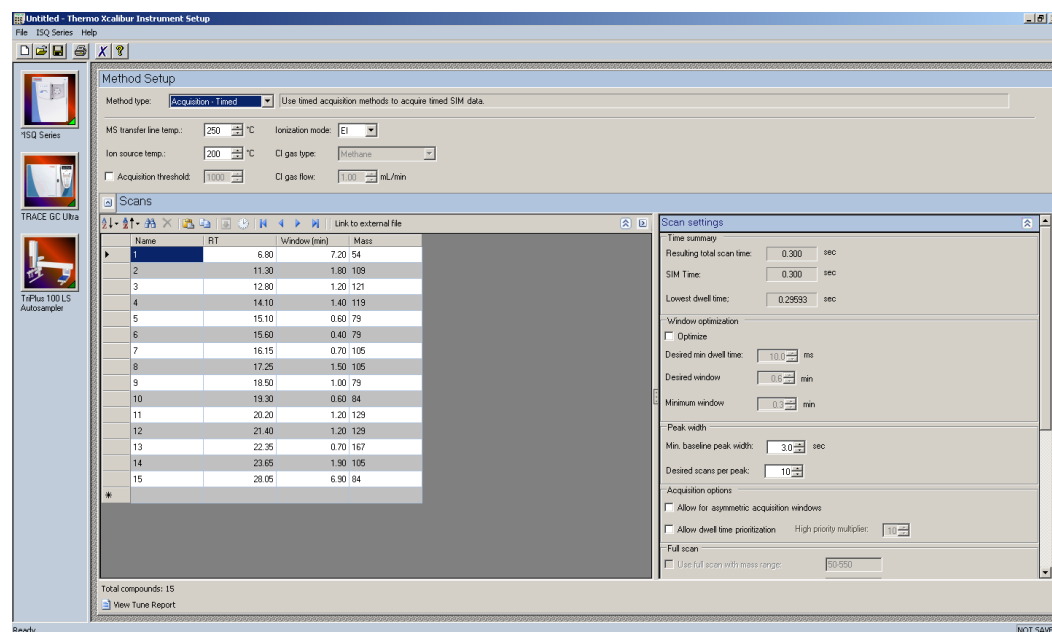 Untitled - Thermo Xcalibur Instrument Setup
File ISQ Series Help
Method Setup
Method type: Acquisition - Timed Use timed acquisition methods to acquire timed SIM data.
MS transfer line temp.: 250 °C Ionization mode: EI
Ion source temp.: 200 °C CI gas type: Methane
Acquisition threshold: 1000 CI gas flow: 1.00 mL/min
*ISQ Series
TRACE GC Ultra
TriPlus 100 LS
Autosampler
Scans
Link to external file
Name RT Window (min) Mass
1 6.80 7.20 54
2 11.30 1.80 109
3 12.80 1.20 121
4 14.10 1.40 119
5 15.10 0.60 79
6 15.60 0.40 79
7 16.15 0.70 105
8 17.25 1.50 105
9 18.50 1.00 79
10 19.30 0.60 84
11 20.20 1.20 129
12 21.40 1.20 129
13 22.35 0.70 167
14 23.65 1.90 105
15 28.05 6.90 84
Scan settings
Time summary
Resulting total scan time: 0.300 sec
SIM Time: 0.300 sec
Lowest dwell time: 0.29593 sec
Window optimization
Optimize
Desired min dwell time: 10.0 ms
Desired window 0.6 min
Minimum window 0.3 min
Peak width
Min. baseline peak width: 3.0 sec
Desired scans per peak: 10
Acquisition options
Allow for asymmetric acquisition windows
Allow dwell time prioritization High priority multiplier: 10
Full scan
Use full scan with mass range: 50-550
Total compounds: 15
View Tune Report
Ready